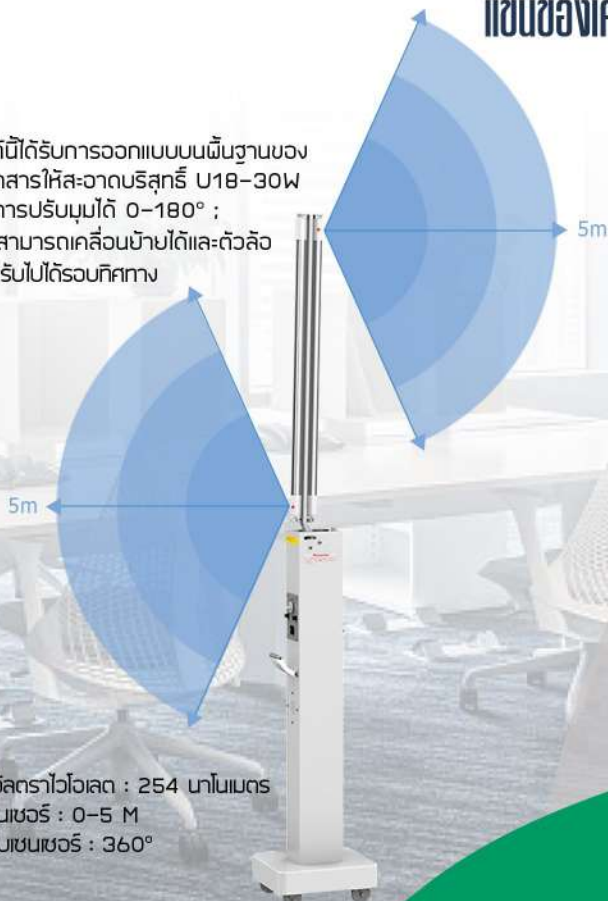 แขนของ
นี้ได้รับการออกแบบบนพื้นฐานของ
สารให้สะอาดบริสุทธิ์ U18-30W
การปรับมุมได้ 0-180° ;
สามารถเคลื่อนย้ายได้และตัวล้อ
รับไปได้รอบทิศทาง
5m
5m
อัลตราไวโอเลต : 254 นาโนเมตร
นเซอร์ : 0-5 M
บเซนเซอร์ : 360°